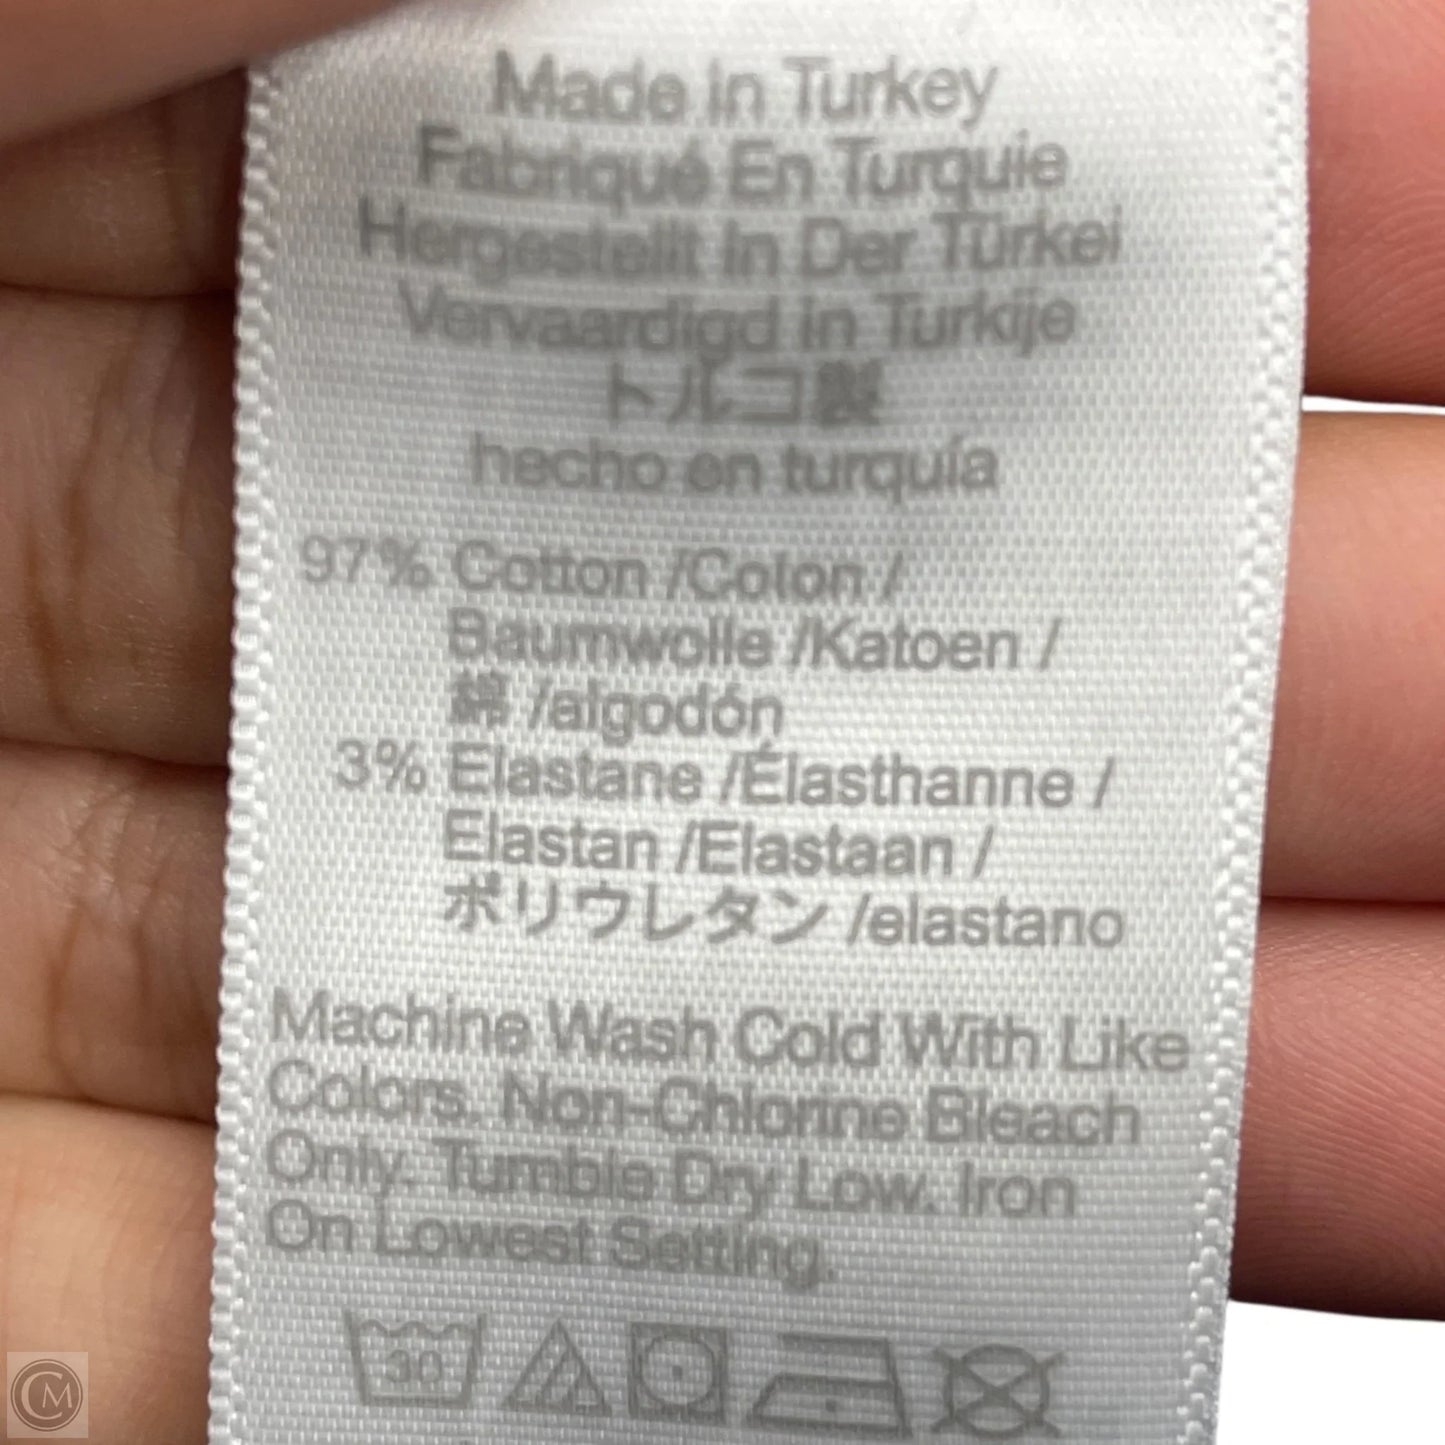 Made in Turkey
Fabriqué En Turquie
Hergestellt in Der Türkei
Vervaardigd in Turkije
トルコ製
hecho en turquía
97% Cotton /Coton /
Baumwolle /Katoen /
綿 /algodón
3% Elastane /Élasthanne /
Elastan /Elastaan /
ポリウレタン /elastano
Machine Wash Cold With Like
Colors. Non-Chlorine Bleach
Only. Tumble Dry Low. Iron
On Lowest Setting.
30
CM